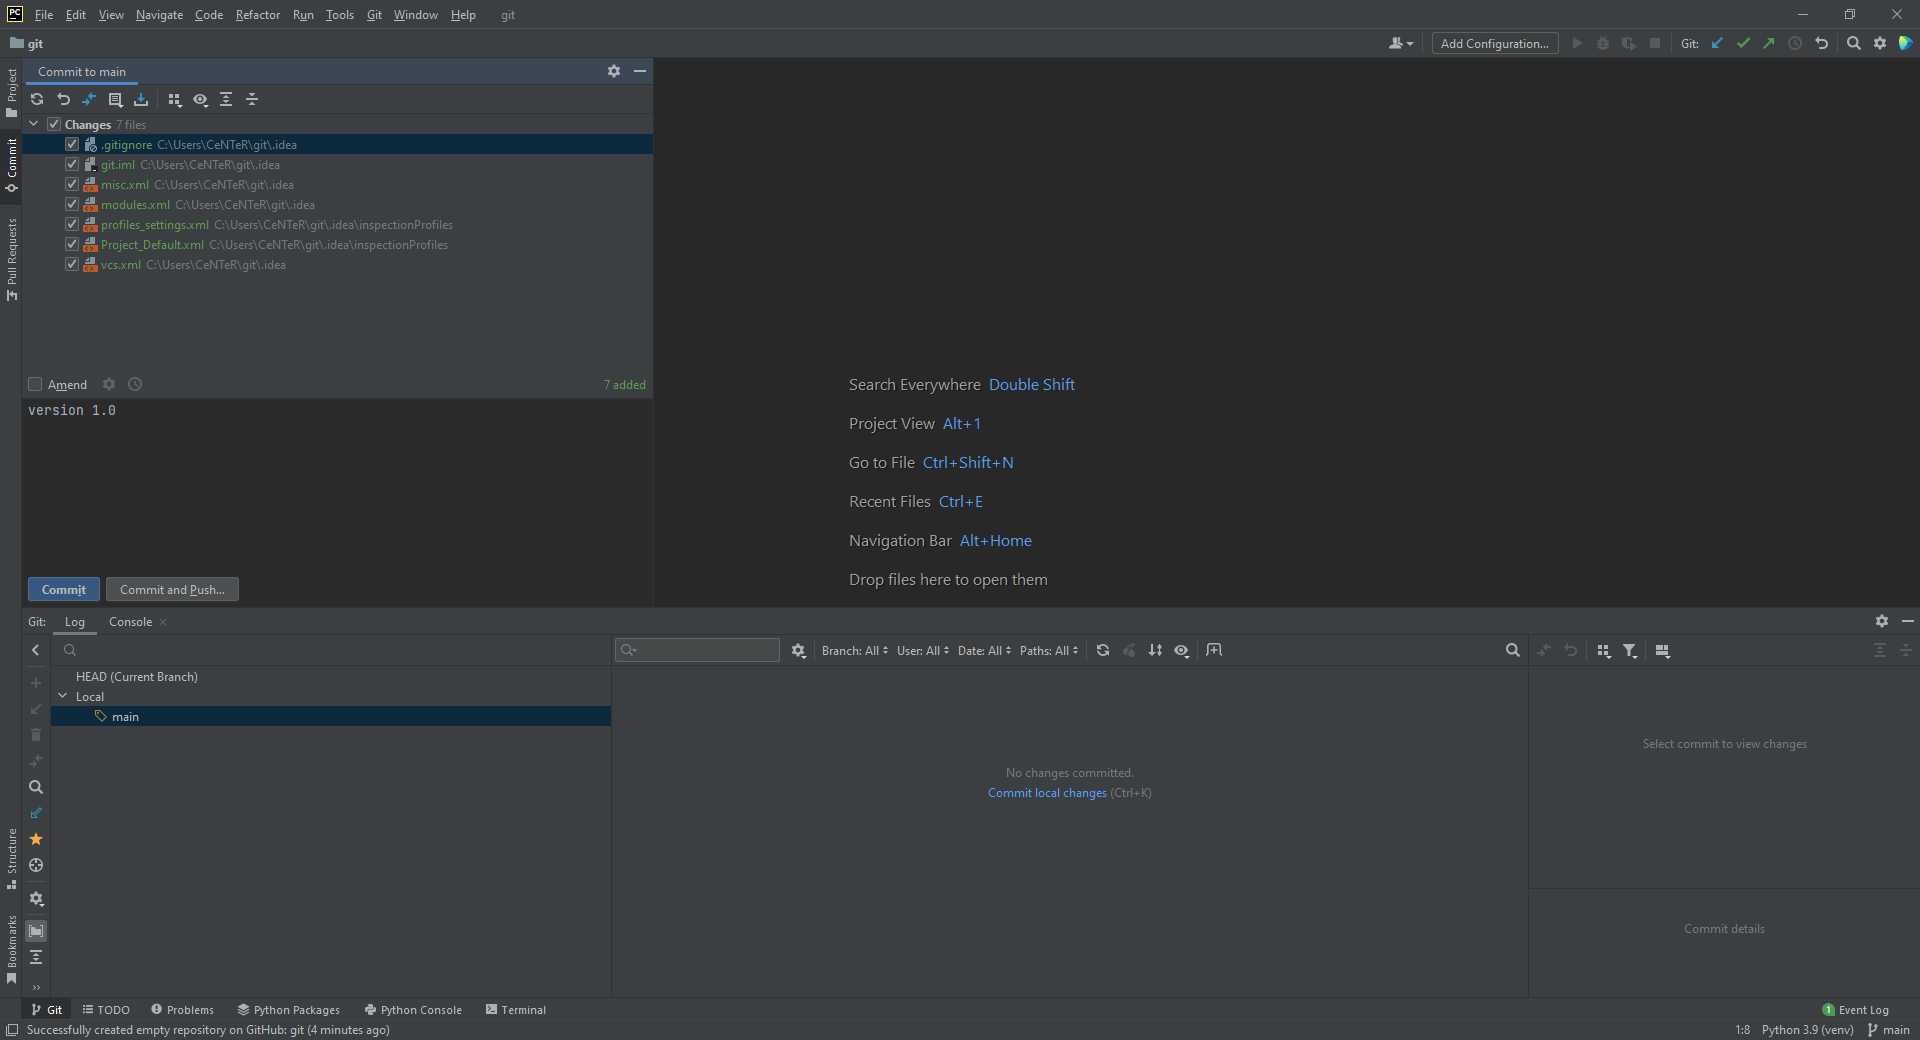 PC File Edit View Navigate Code Refactor Run Tools Git Window Help git
git
Add Configuration...
Git:
Project
Commit
Pull Requests
Structure
Bookmarks
Commit to main
Changes 7 files
.gitignore C:\Users\CeNTeR\git\.idea
git.iml C:\Users\CeNTeR\git\.idea
misc.xml C:\Users\CeNTeR\git\.idea
modules.xml C:\Users\CeNTeR\git\.idea
profiles_settings.xml C:\Users\CeNTeR\git\.idea\inspectionProfiles
Project_Default.xml C:\Users\CeNTeR\git\.idea\inspectionProfiles
vcs.xml C:\Users\CeNTeR\git\.idea
Amend
7 added
version 1.0
Commit
Commit and Push...
Search Everywhere Double Shift
Project View Alt+1
Go to File Ctrl+Shift+N
Recent Files Ctrl+E
Navigation Bar Alt+Home
Drop files here to open them
Git: Log Console
Branch: All User: All Date: All Paths: All
HEAD (Current Branch)
Local
main
No changes committed.
Commit local changes (Ctrl+K)
Select commit to view changes
Commit details
Git TODO Problems Python Packages Python Console Terminal
1 Event Log
Successfully created empty repository on GitHub: git (4 minutes ago)
1:8 Python 3.9 (venv) main